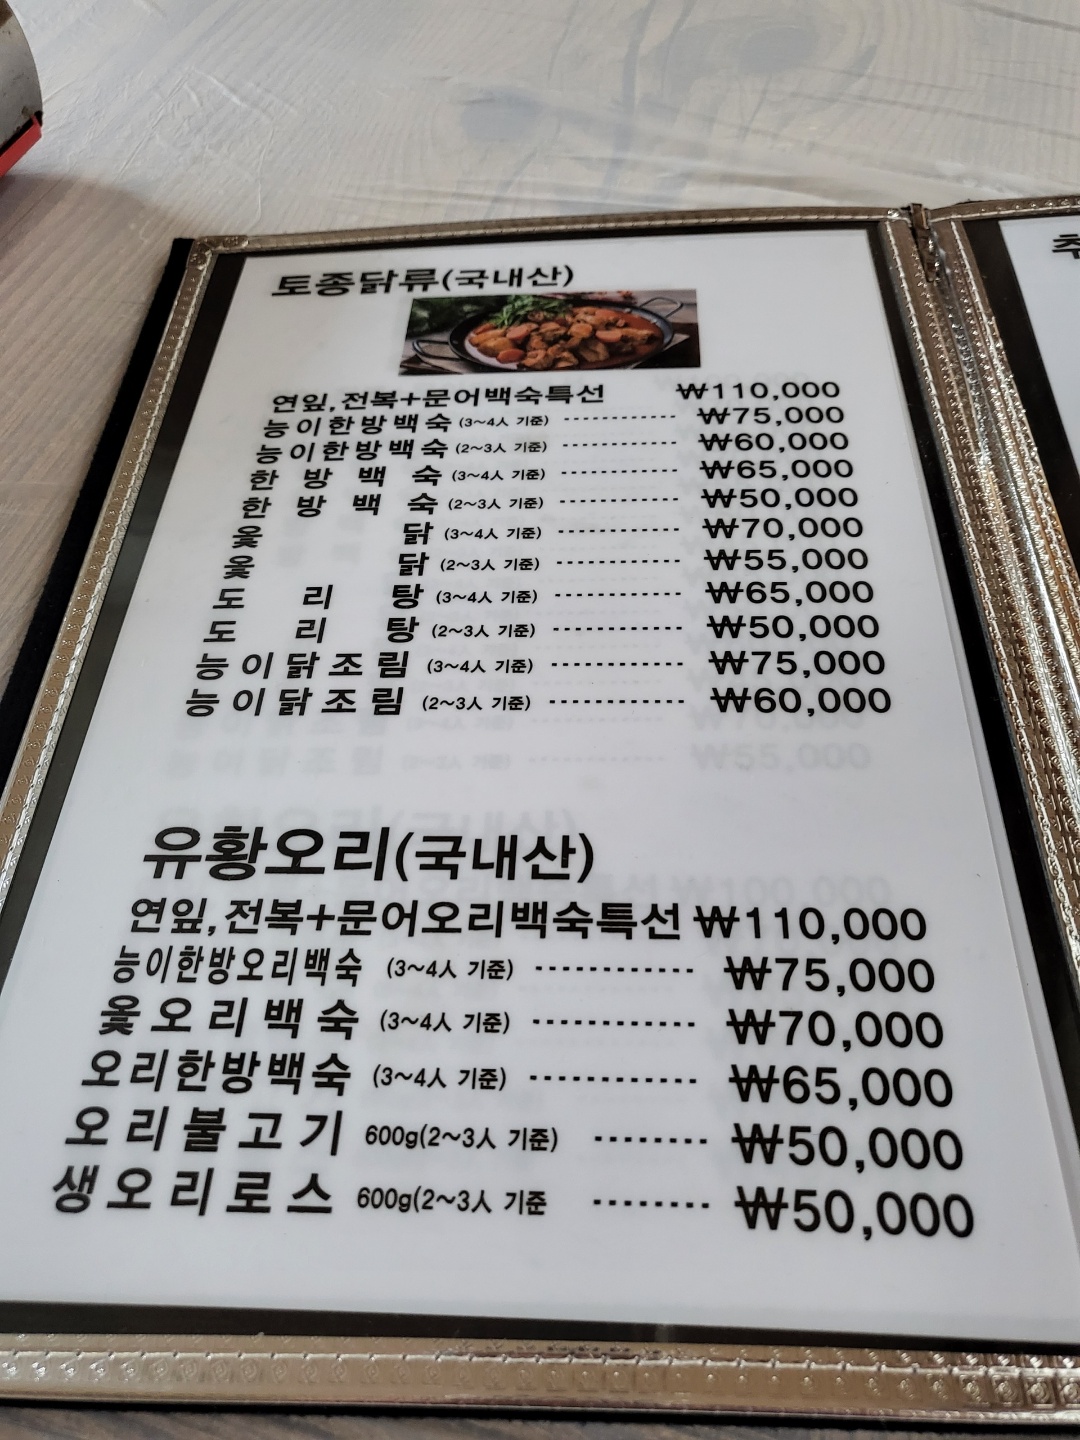 토종닭류(국내산)
연잎,전복+문어백숙특선 ₩110,000
능이한방백숙 (3~4人 기준) ------------ ₩75,000
능이한방백숙 (2~3人 기준) ------------ ₩60,000
한 방 백 숙 (3~4人 기준) ------------ ₩65,000
한 방 백 숙 (2~3人 기준) ------------ ₩50,000
옻 닭 (3~4人 기준) ------------ ₩70,000
옻 닭 (2~3人 기준) ------------ ₩55,000
도 리 탕 (3~4人 기준) ------------ ₩65,000
도 리 탕 (2~3人 기준) ------------ ₩50,000
능이닭조림 (3~4人 기준) ------------ ₩75,000
능이닭조림 (2~3人 기준) ------------ ₩60,000
유황오리(국내산)
연잎,전복+문어오리백숙특선 ₩110,000
능이한방오리백숙 (3~4人 기준) ------------ ₩75,000
옻오리백숙 (3~4人 기준) ------------ ₩70,000
오리한방백숙 (3~4人 기준) ------------ ₩65,000
오리불고기 600g(2~3人 기준) -------- ₩50,000
생오리로스 600g(2~3人 기준 -------- ₩50,000